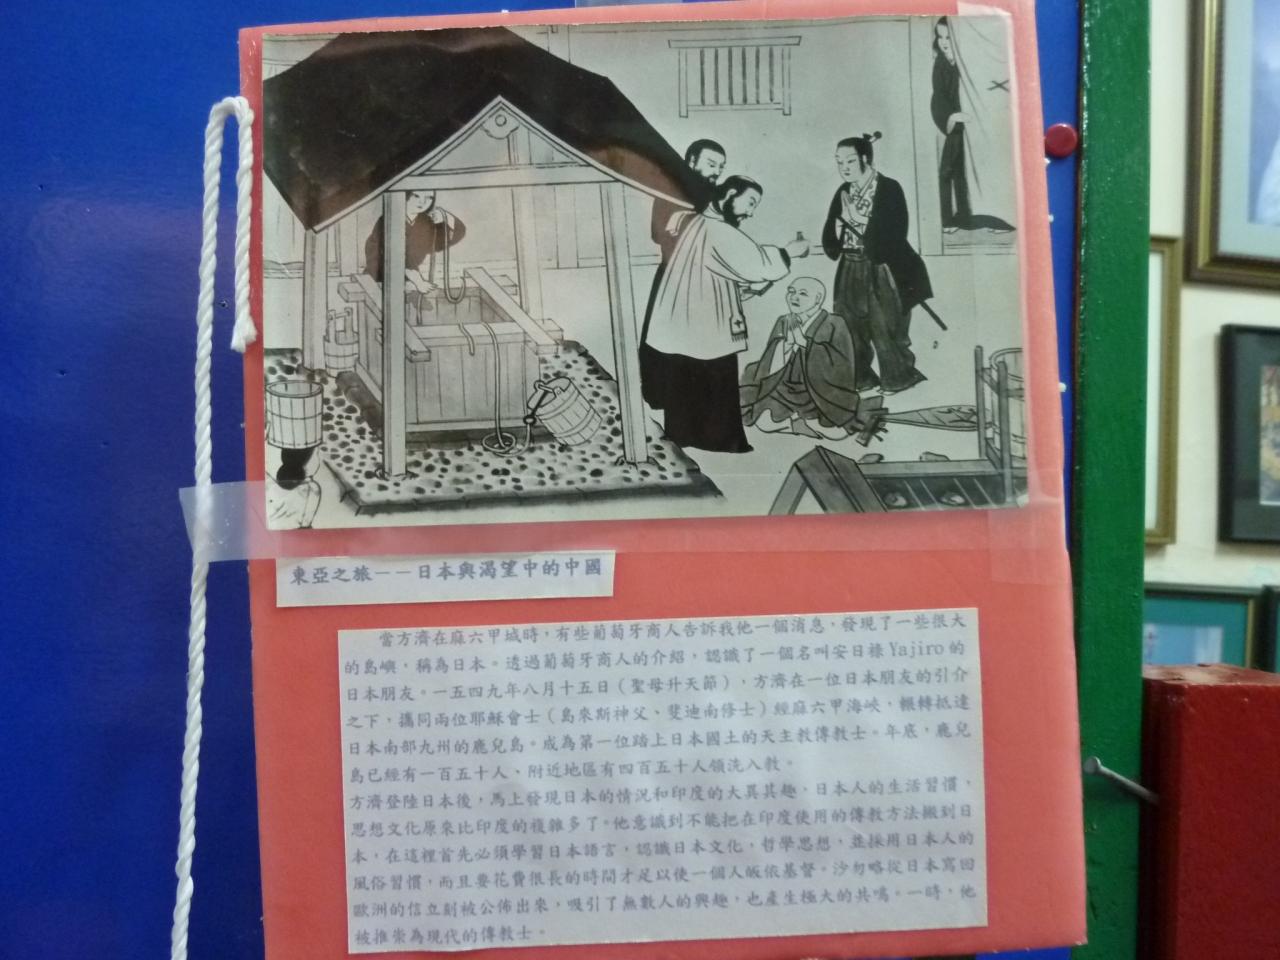 東亞之旅——日本與渴望中的中國
當方濟在麻六甲城時，有些葡萄牙商人告訴我他一個消息，發現了一些很大
的島嶼，稱為日本。透過葡萄牙商人的介紹，認識了一個名叫安日祿Yajiro的
日本朋友。一五四九年八月十五日（聖母升天節），方濟在一位日本朋友的引介
之下，攜同兩位耶穌會士（島來斯神父、斐迪南修士）經麻六甲海峽，輾轉抵達
日本南部九州的鹿兒島。成為第一位踏上日本國土的天主教傳教士。年底，鹿兒
島已經有一百五十人、附近地區有四百五十人領洗入教。
方濟登陸日本後，馬上發現日本的情況和印度的大異其趣。日本人的生活習慣，
思想文化原來比印度的複雜多了。他意識到不能把在印度使用的傳教方法搬到日
本，在這裡首先必須學習日本語言，認識日本文化，哲學思想，並採用日本人的
風俗習慣，而且要花費很長的時間才足以使一個人皈依基督。沙勿略從日本寫回
歐洲的信立刻被公佈出來，吸引了無數人的興趣，也產生極大的共鳴。一時，他
被推崇為現代的傳教士。